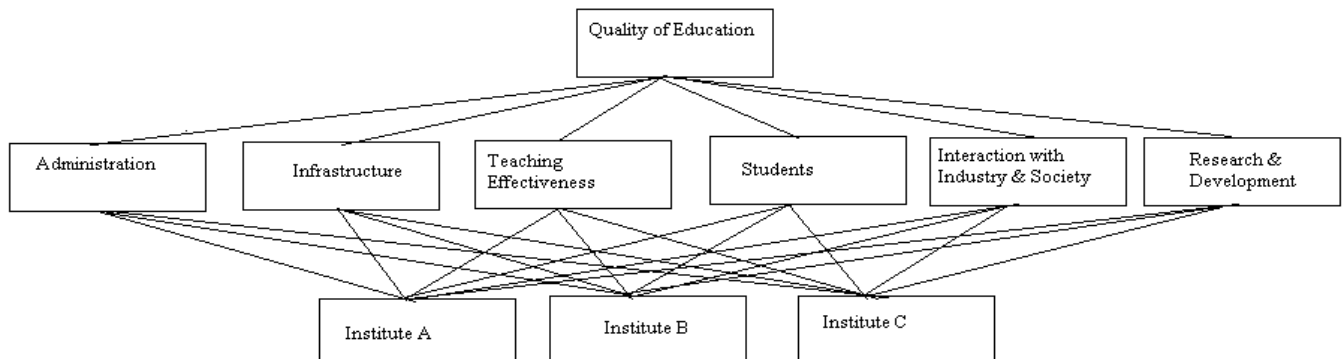 Quality of Education
Administration
Infrastructure
Teaching
Effectiveness
Students
Interaction with
Industry & Society
Research &
Development
Institute A
Institute B
Institute C